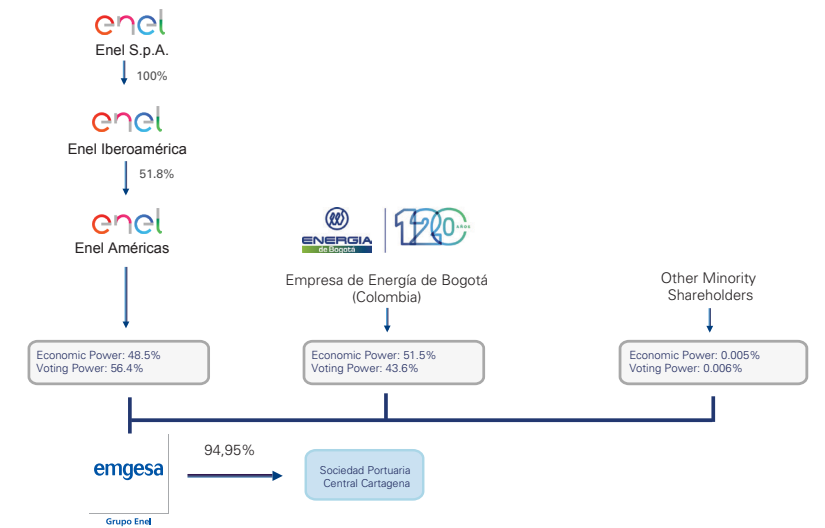 enel
Enel S.p.A.
100%
enel
Enel Iberoamérica
51.8%
enel
Enel Américas
ENERGIA
de Bogotá
120
AÑOS
Empresa de Energía de Bogotá
(Colombia)
Other Minority
Shareholders
Economic Power: 48.5%
Voting Power: 56.4%
Economic Power: 51.5%
Voting Power: 43.6%
Economic Power: 0.005%
Voting Power: 0.006%
emgesa
Grupo Enel
94,95%
Sociedad Portuaria
Central Cartagena